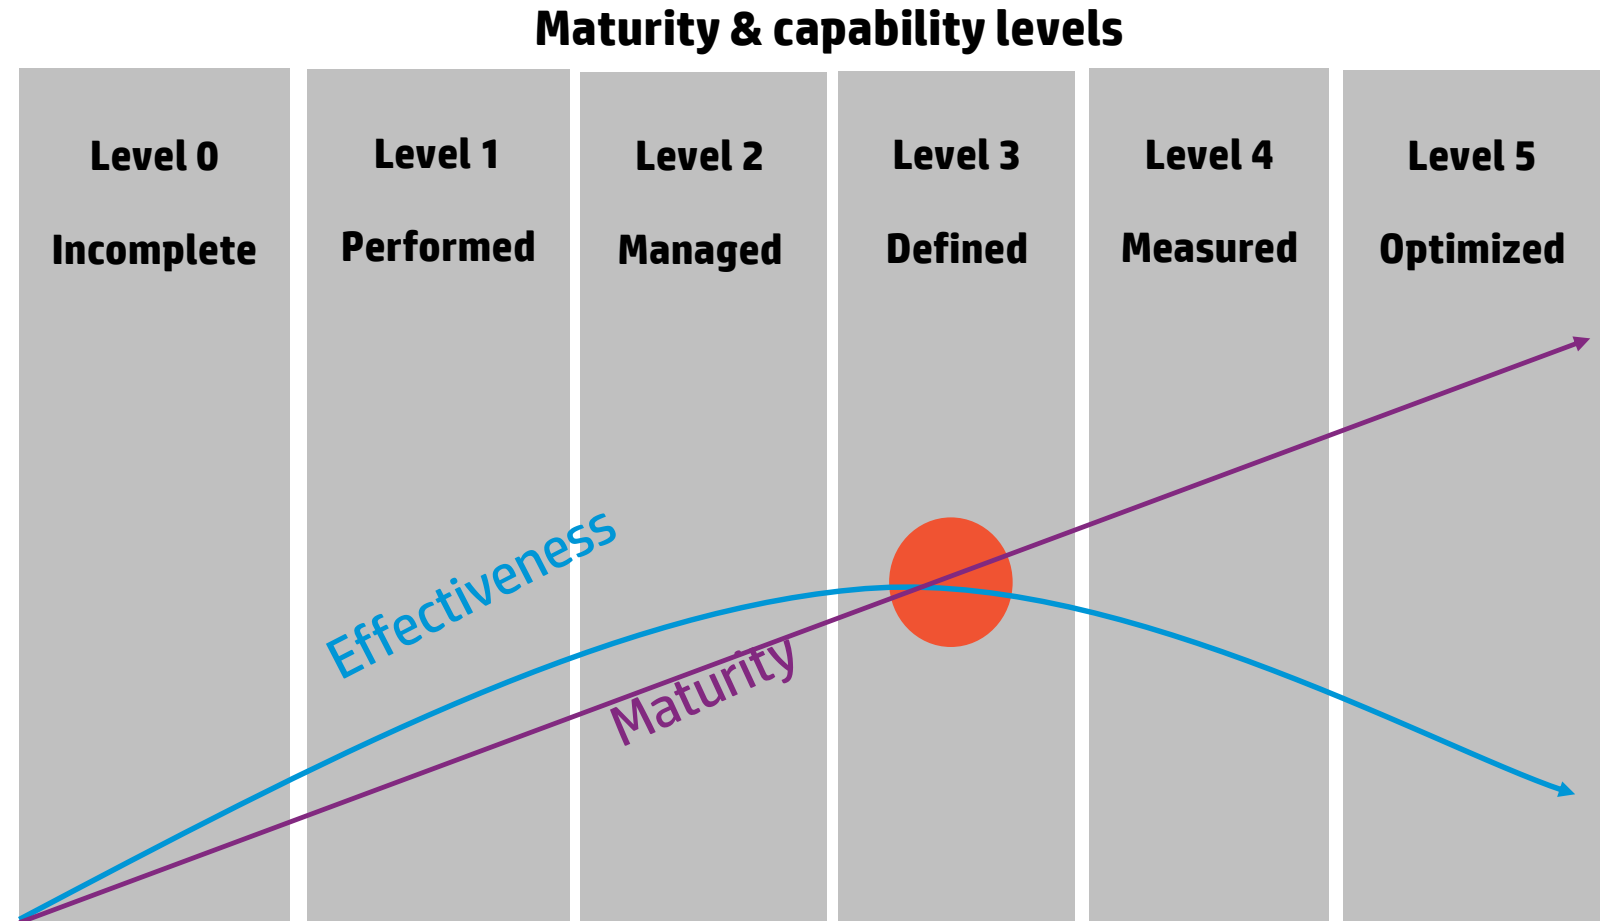 Maturity & capability levels
Level 0
Incomplete
Level 1
Performed
Level 2
Managed
Level 3
Defined
Level 4
Measured
Level 5
Optimized
Effectiveness
Maturity